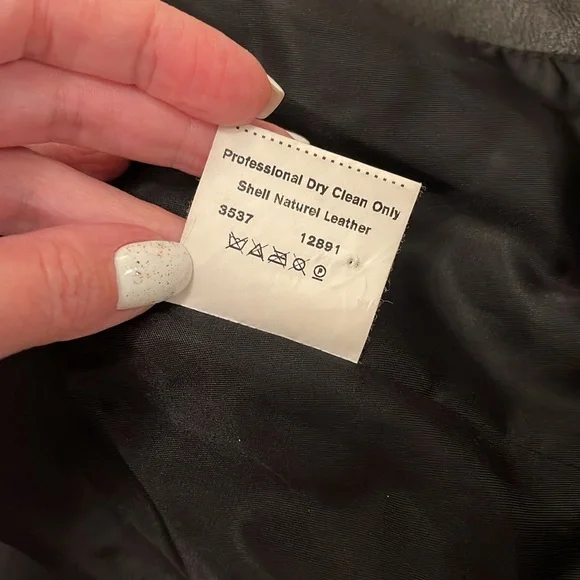 Professional Dry Clean Only
Shell Naturel Leather
3537 12891
P